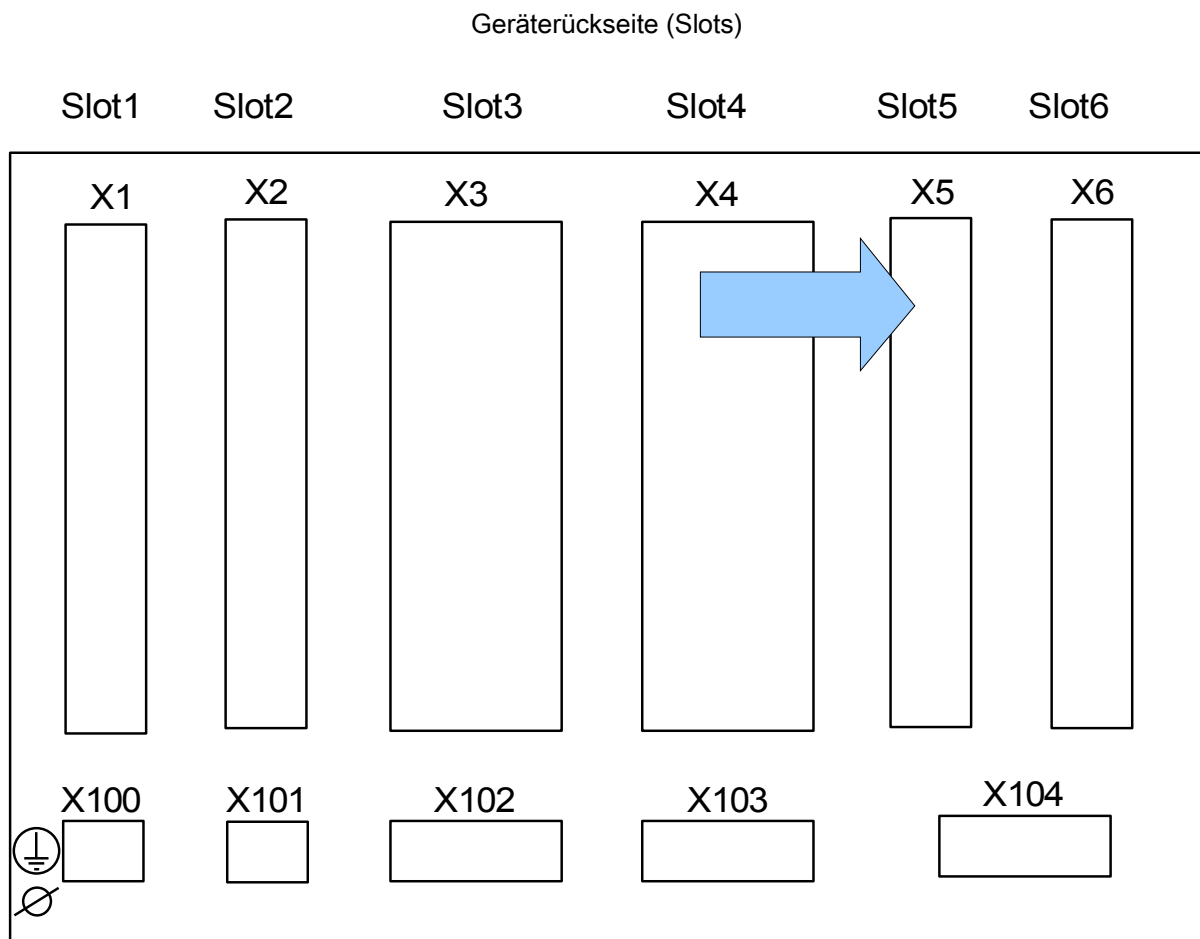 Geräterückseite (Slots)
Slot1 Slot2 Slot3 Slot4 Slot5 Slot6
X1 X2 X3 X4 X5 X6
X100 X101 X102 X103 X104